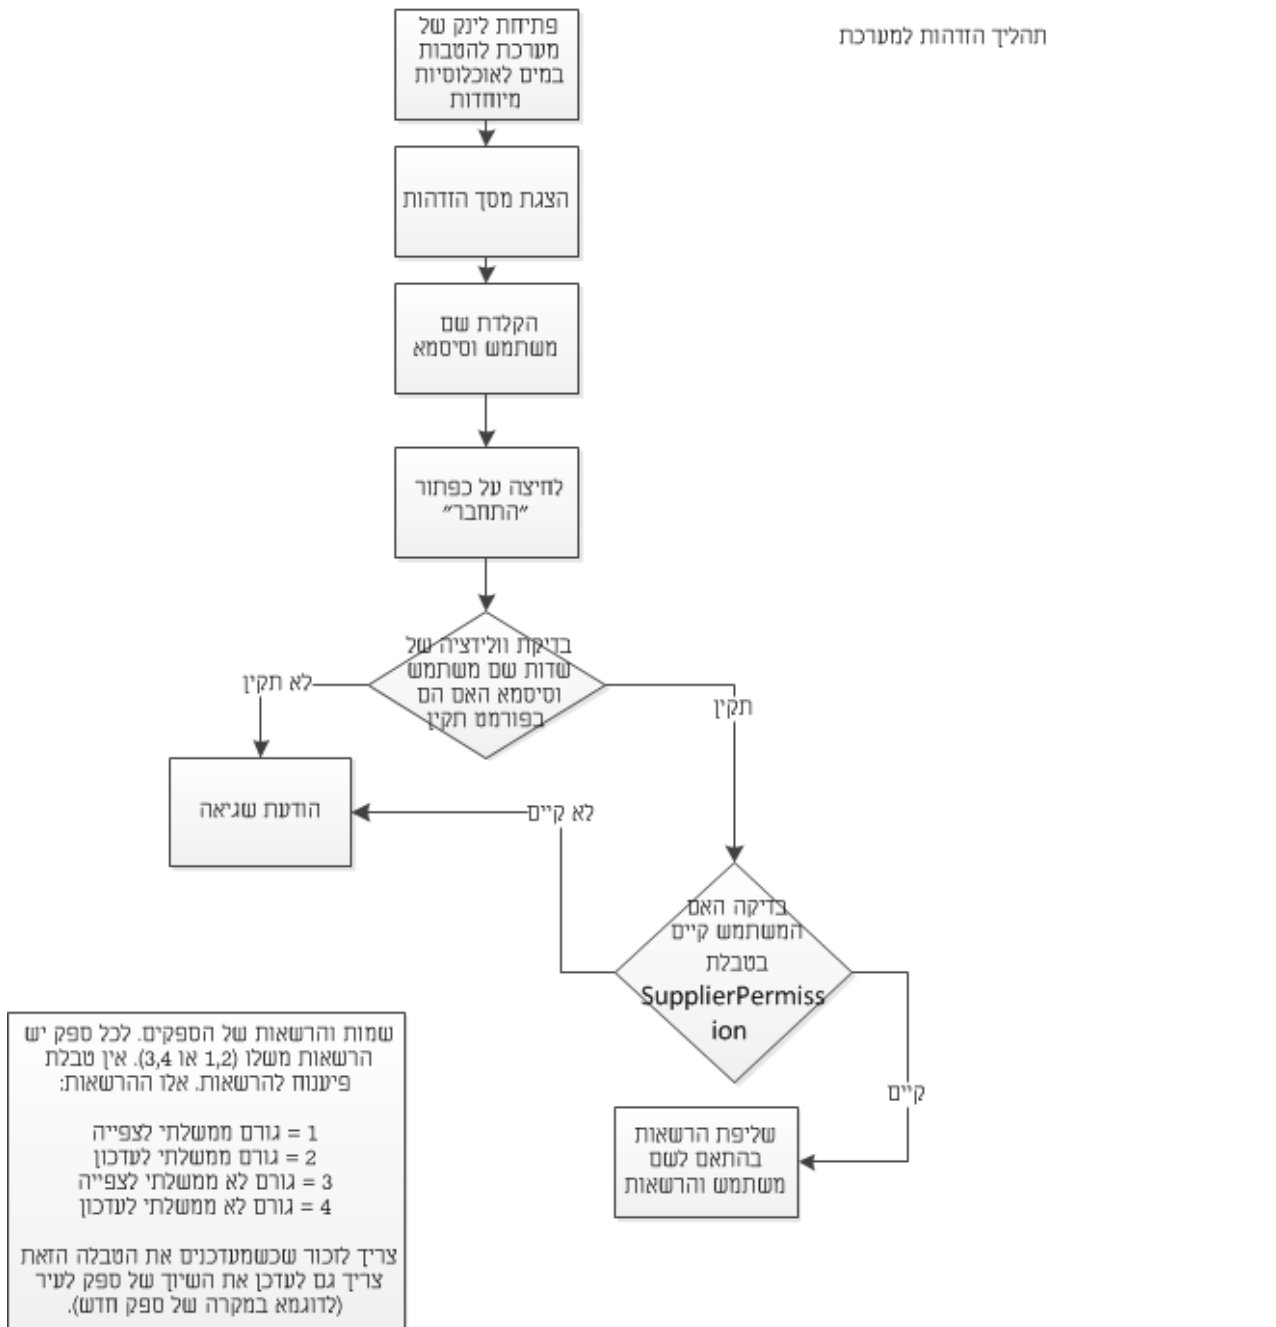 תהליך הזדהות למערכת
פתיחת לינק של
מערכת להטבות
במים לאוכלוסיות
מיוחדות
הצגת מסך הזדהות
הקלדת שם
משתמש וסיסמא
לחיצה על כפתור
"התחבר"
בדיקת וולידציה של
שדות שם משתמש
וסיסמא האם הם
בפורמט תקין
לא תקין
תקין
הודעת שגיאה
לא קיים
בדיקה האם
המשתמש קיים
בטבלת
SupplierPermiss
ion
קיים
שליפת הרשאות
בהתאם לשם
משתמש והרשאות
שמות והרשאות של הספקים. לכל ספק יש
הרשאות משלו (1,2 או 3,4). אין טבלת
פיענוח להרשאות. אלו ההרשאות:
1 = גורם ממשלתי לצפייה
2 = גורם ממשלתי לעדכון
3 = גורם לא ממשלתי לצפייה
4 = גורם לא ממשלתי לעדכון
צריך לזכור שכשמעדכנים את הטבלה הזאת
צריך גם לעדכן את השיוך של ספק לעיר
(לדוגמא במקרה של ספק חדש).